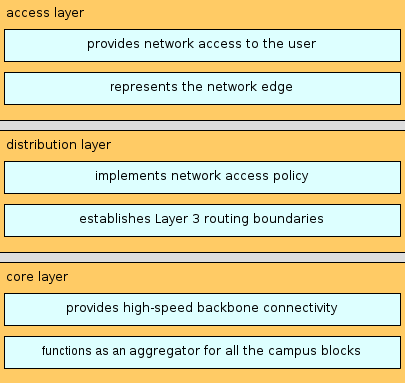 access layer
provides network access to the user
represents the network edge
distribution layer
implements network access policy
establishes Layer 3 routing boundaries
core layer
provides high-speed backbone connectivity
functions as an aggregator for all the campus blocks